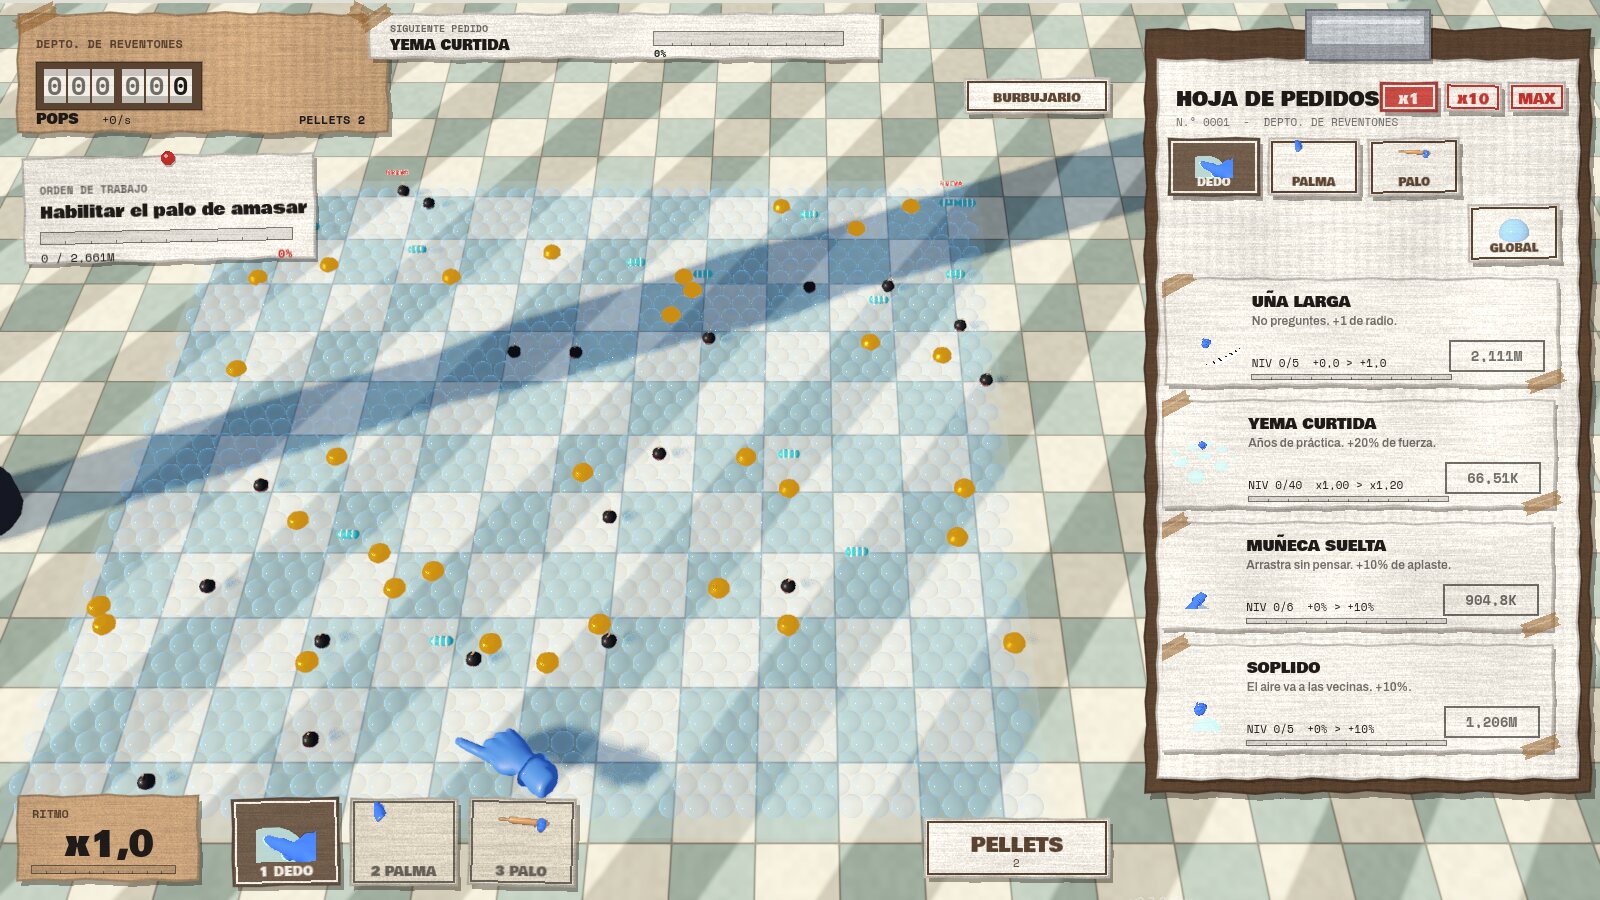 DEPTO. DE REVENTONES
000000
POPS +0/s PELLETS 2
SIGUIENTE PEDIDO
YEMA CURTIDA
0%
BURBUJARIO
ORDEN DE TRABAJO
Habilitar el palo de amasar
0 / 2,661M 0%
HOJA DE PEDIDOS x1 x10 MAX
N.° 0001 - DEPTO. DE REVENTONES
DEDO PALMA PALO
GLOBAL
UÑA LARGA
No preguntes. +1 de radio.
NIV 0/5 +0,0 > +1,0
2,111M
YEMA CURTIDA
Años de práctica. +20% de fuerza.
NIV 0/40 x1,00 > x1,20
66,51K
MUÑECA SUELTA
Arrastra sin pensar. +10% de aplaste.
NIV 0/6 +0% > +10%
904,8K
SOPLIDO
El aire va a las vecinas. +10%.
NIV 0/5 +0% > +10%
1,206M
RITMO
x1,0
1 DEDO 2 PALMA 3 PALO
PELLETS
2